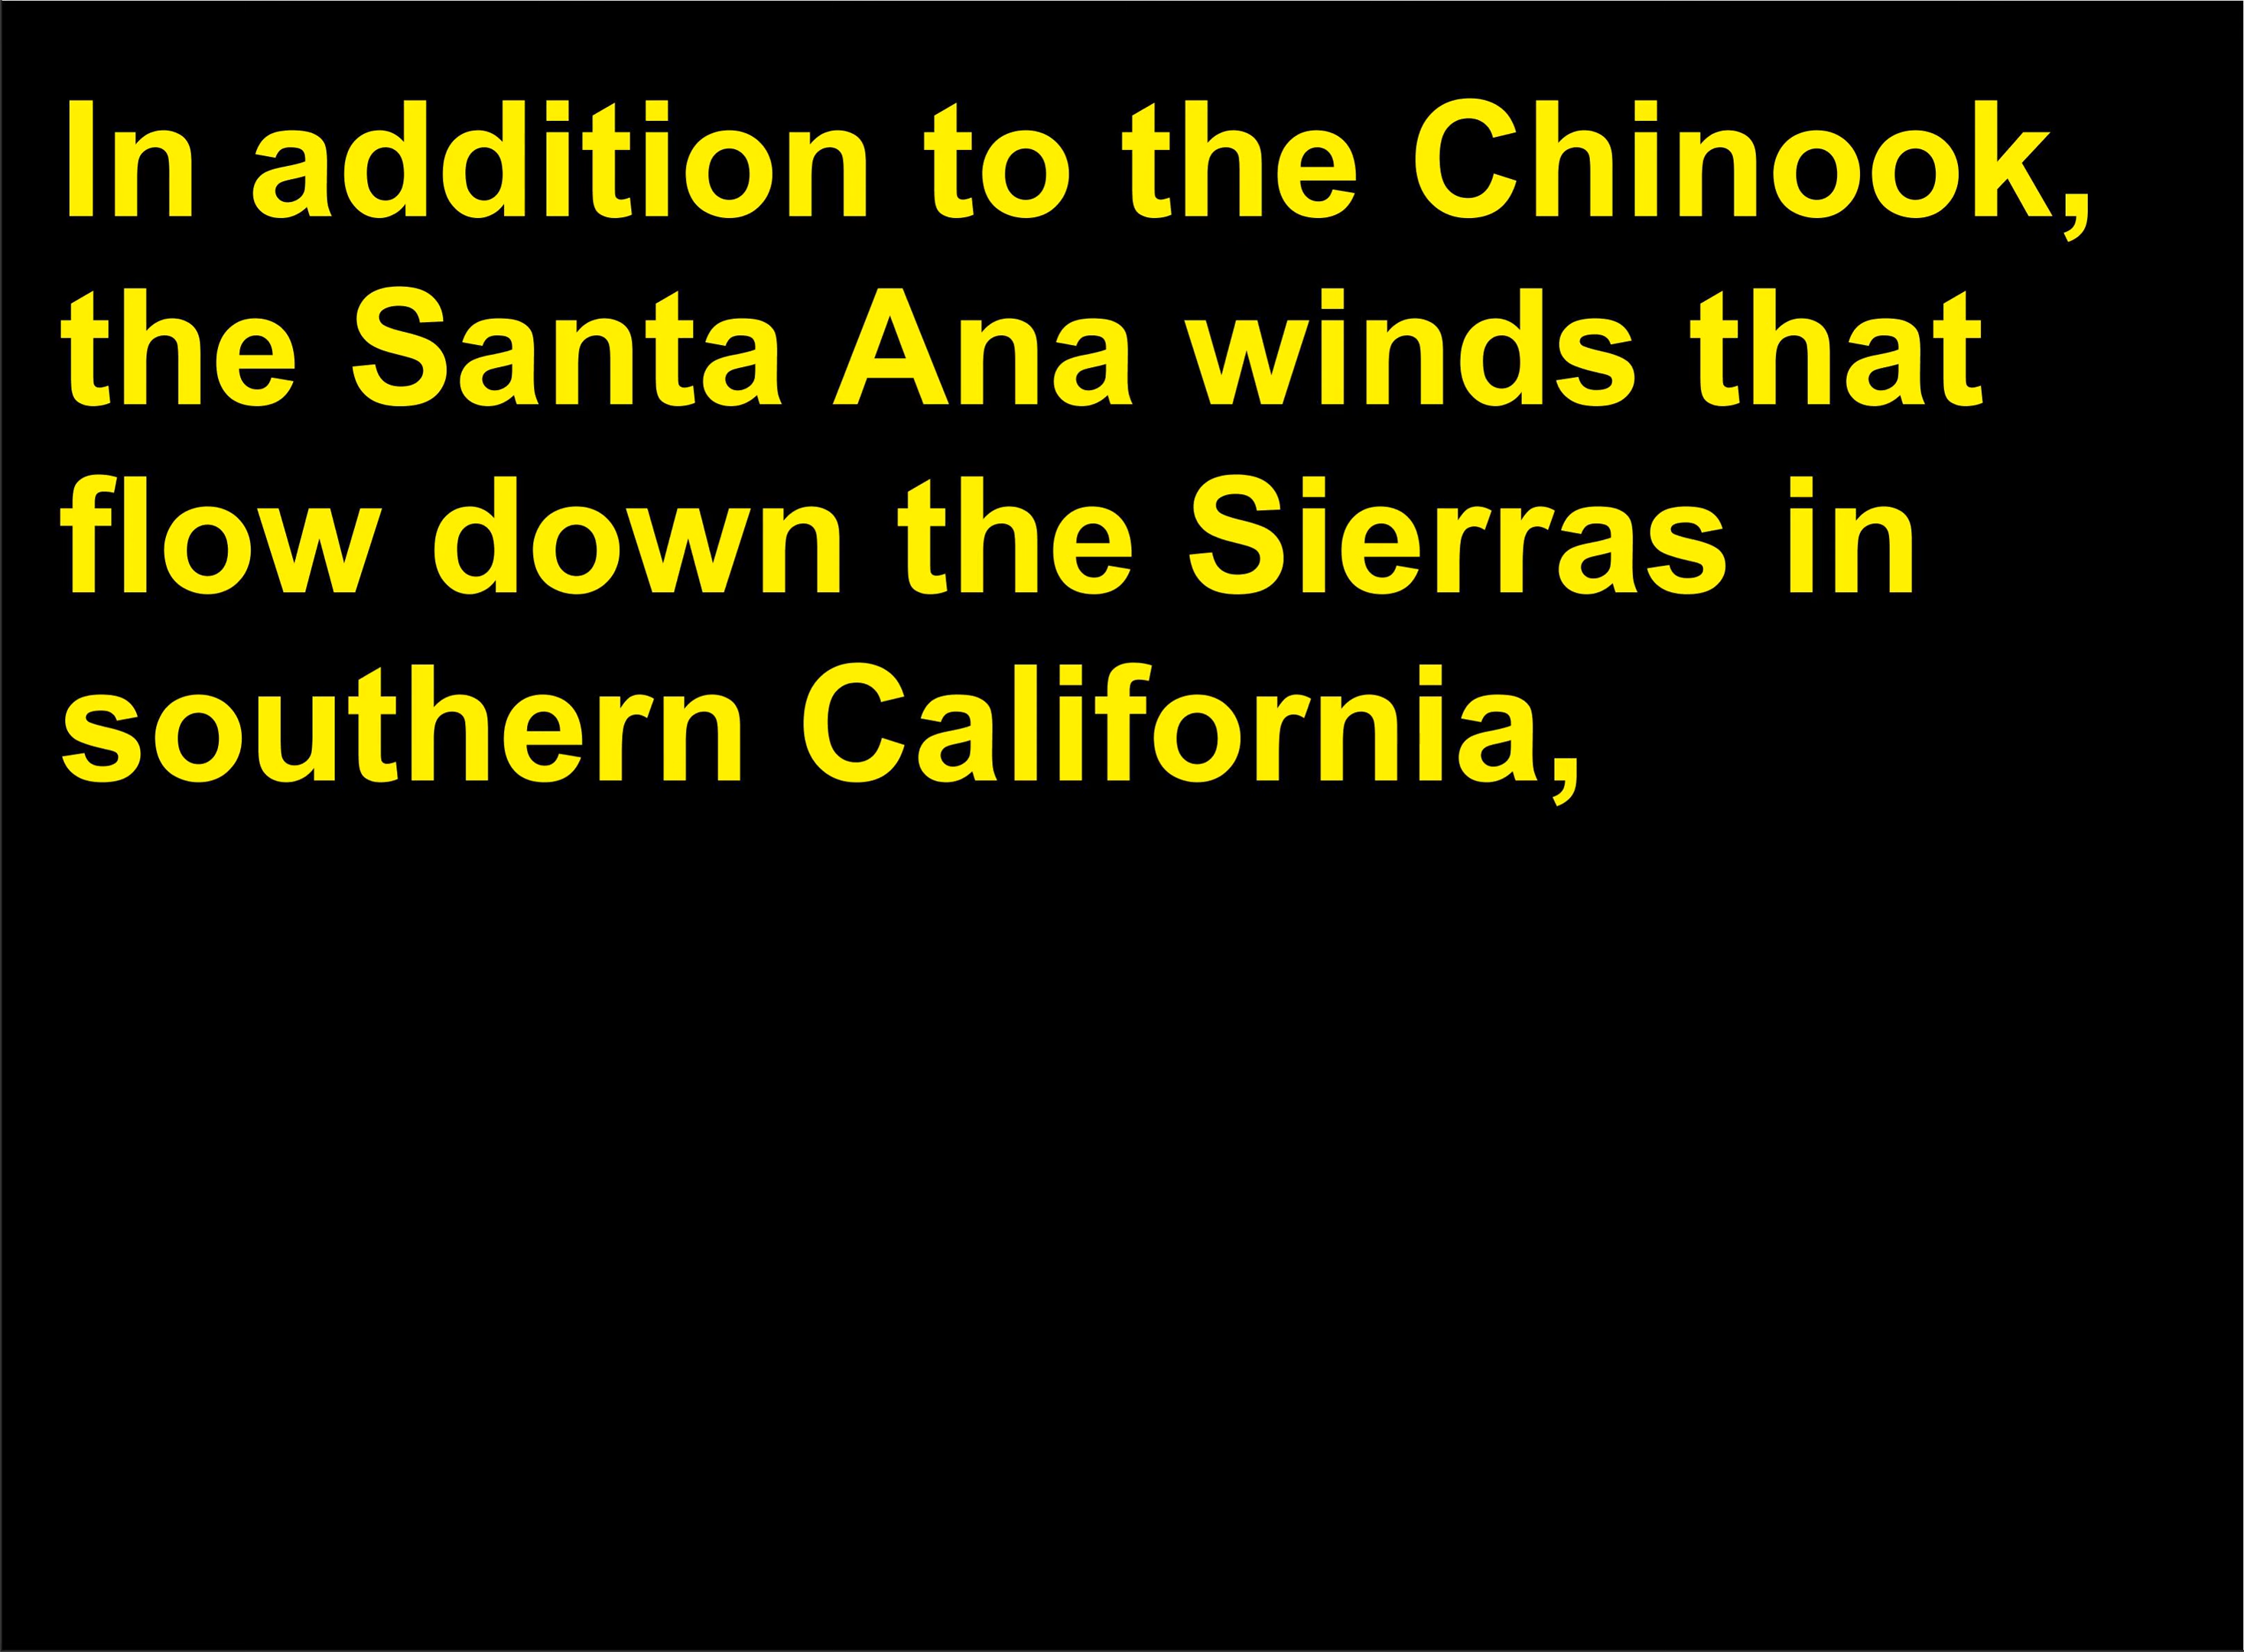 In addition to the Chinook,
the Santa Ana winds that
flow down the Sierras in
southern California,